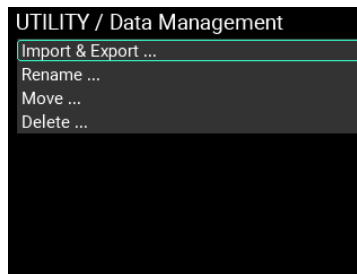 UTILITY / Data Management
Import & Export ...
Rename ...
Move ...
Delete ...